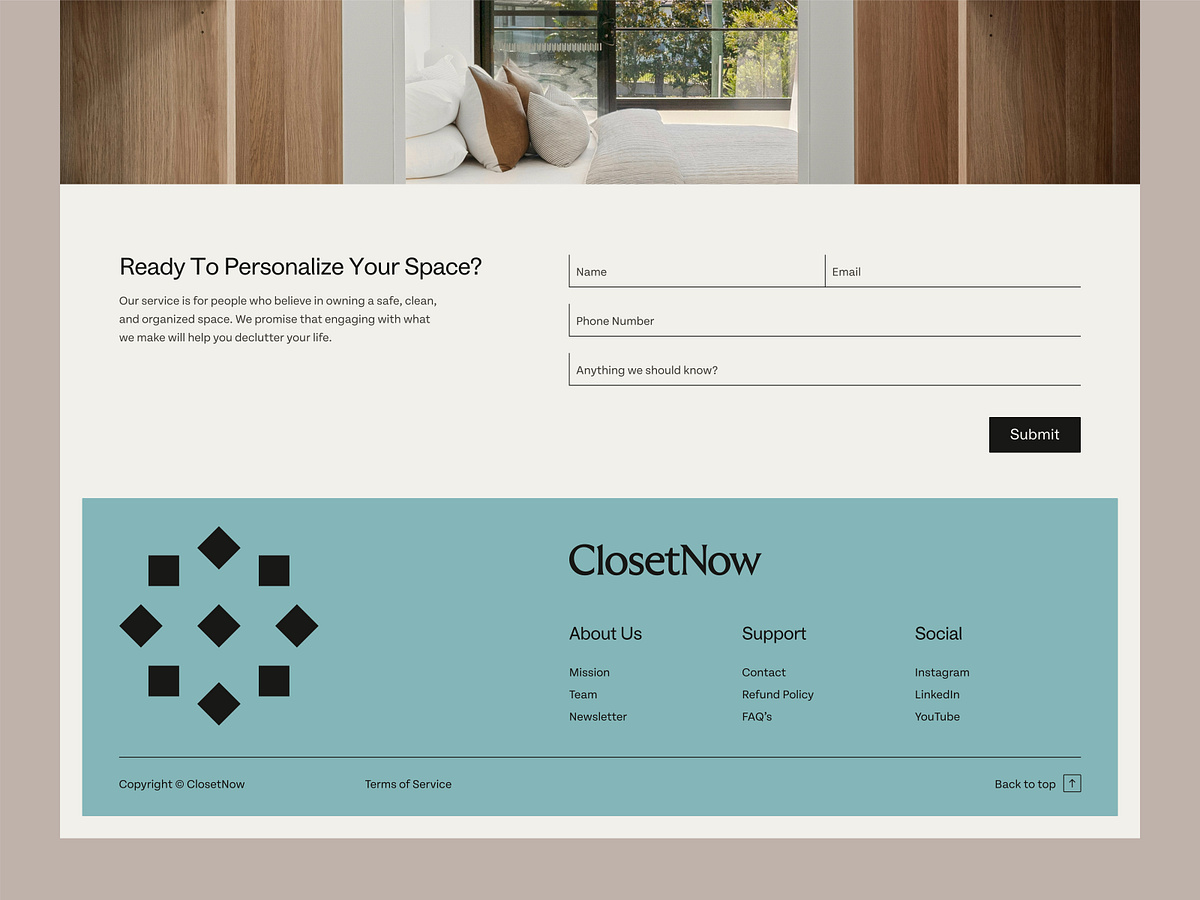 Ready To Personalize Your Space?
Our service is for people who believe in owning a safe, clean,
and organized space. We promise that engaging with what
we make will help you declutter your life.
Name
Email
Phone Number
Anything we should know?
Submit
ClosetNow
About Us
Mission
Team
Newsletter
Support
Contact
Refund Policy
FAQ's
Social
Instagram
LinkedIn
YouTube
Copyright © ClosetNow
Terms of Service
Back to top